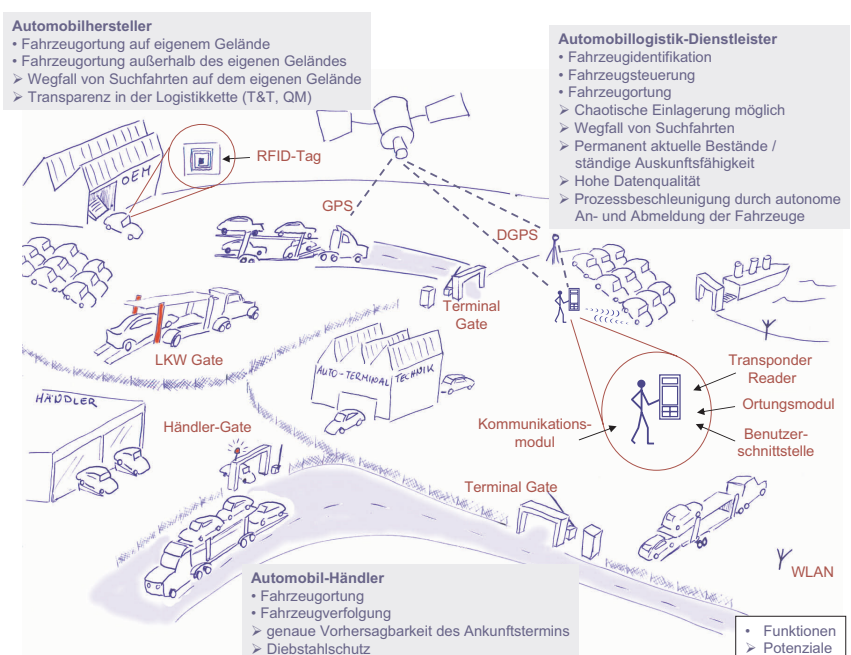 Automobilhersteller
• Fahrzeugortung auf eigenem Gelände
• Fahrzeugortung außerhalb des eigenen Geländes
➢ Wegfall von Suchfahrten auf dem eigenen Gelände
➢ Transparenz in der Logistikkette (T&T, QM)
Automobillogistik-Dienstleister
• Fahrzeugidentifikation
• Fahrzeugsteuerung
• Fahrzeugortung
➢ Chaotische Einlagerung möglich
➢ Wegfall von Suchfahrten
➢ Permanent aktuelle Bestände /
ständige Auskunftsfähigkeit
➢ Hohe Datenqualität
➢ Prozessbeschleunigung durch autonome
An- und Abmeldung der Fahrzeuge
RFID-Tag
OEM
GPS
DGPS
Terminal
Gate
LKW Gate
AUTO-TERMINAL TECHNIK
HÄNDLER
Händler-Gate
Transponder
Reader
Ortungsmodul
Benutzer-
schnittstelle
Kommunikations-
modul
Terminal Gate
WLAN
Automobil-Händler
• Fahrzeugortung
• Fahrzeugverfolgung
➢ genaue Vorhersagbarkeit des Ankunftstermins
➢ Diebstahlschutz
• Funktionen
➢ Potenziale